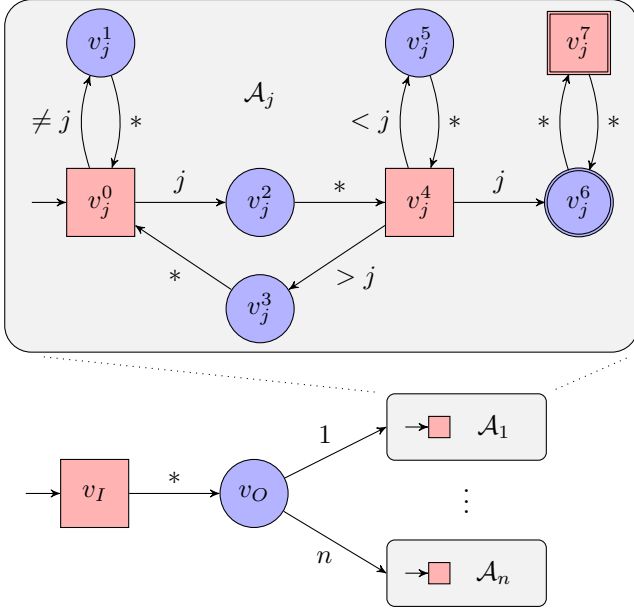 v_j^1 v_j^5 v_j^7
𝒜_j
≠ j * < j * * *
v_j^0 j v_j^2 * v_j^4 j v_j^6
* > j
v_j^3
1 𝒜_1
v_I * v_O ⋮
n 𝒜_n